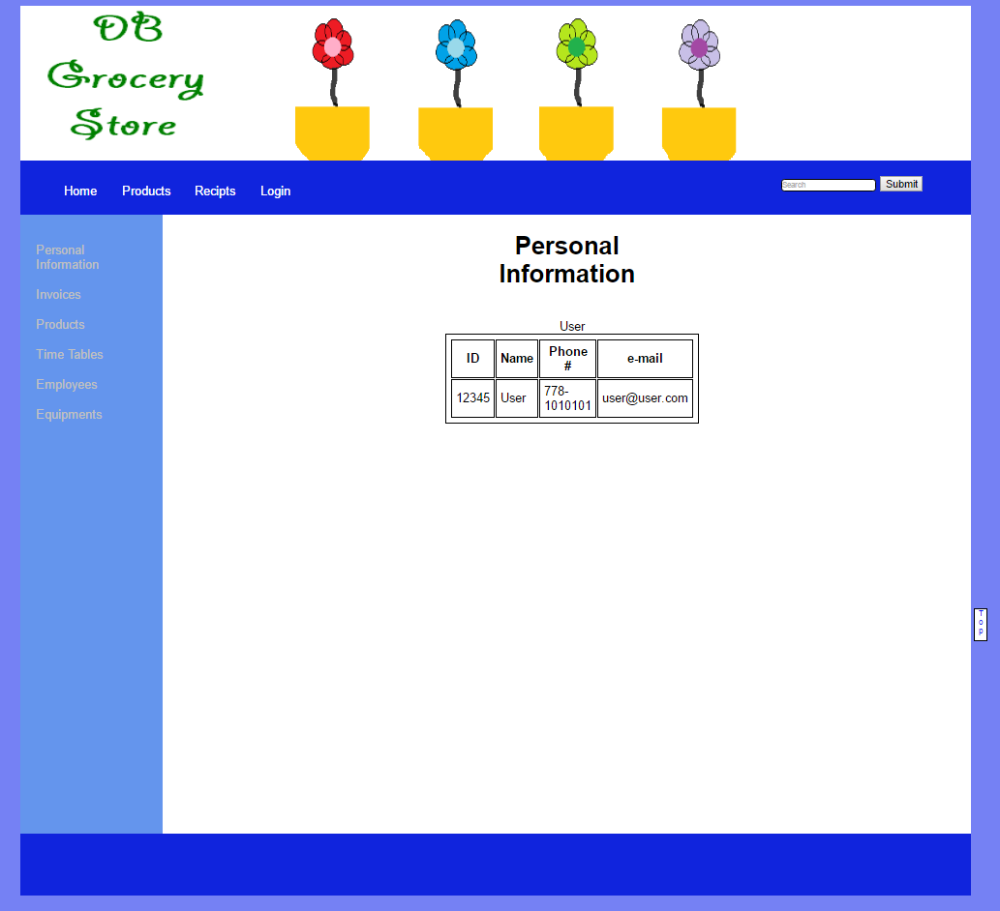 DB
Grocery
Store
Home Products Recipts Login
Search Submit
Personal
Information
Invoices
Products
Time Tables
Employees
Equipments
Personal
Information
User
ID Name Phone # e-mail
12345 User 778-1010101 user@user.com
T
o
p